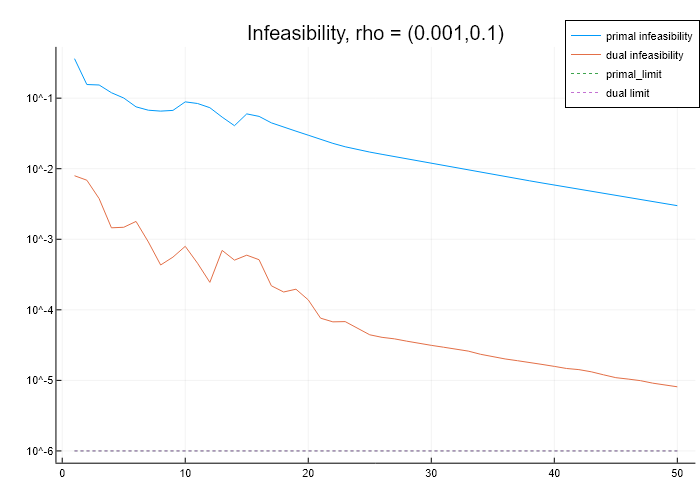 Infeasibility, rho = (0.001,0.1)
primal infeasibility
dual infeasibility
primal_limit
dual limit
10^-1
10^-2
10^-3
10^-4
10^-5
10^-6
0 10 20 30 40 50